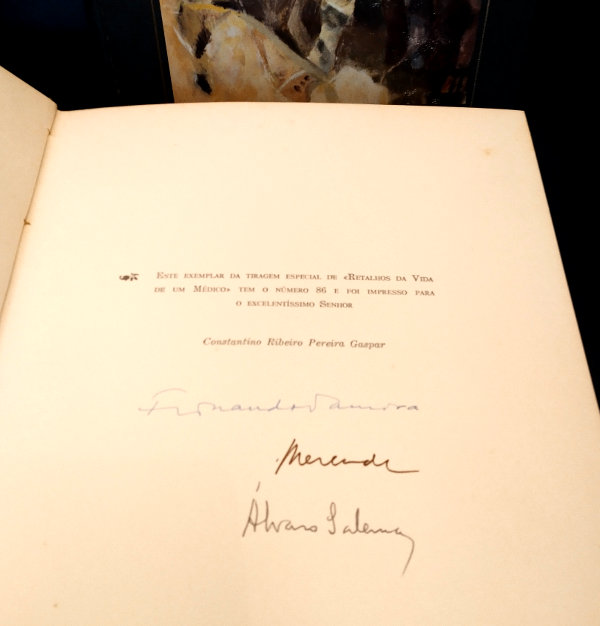 Este exemplar da tiragem especial de «Retalhos da Vida
de um Médico» tem o número 86 e foi impresso para
o excelentíssimo Senhor
Constantino Ribeiro Pereira Gaspar
Fernando Namora
Álvaro Salema